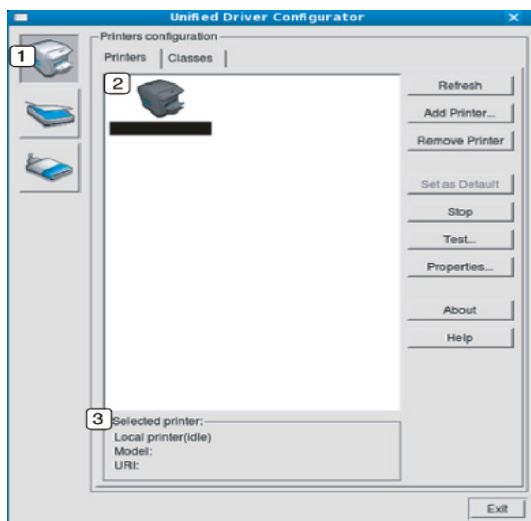 Unified Driver Configurator
Printers configuration
1
Printers Classes
2
Refresh
Add Printer...
Remove Printer
Set as Default
Stop
Test...
Properties...
About
Help
3
Selected printer:
Local printer(idle)
Model:
URI:
Exit